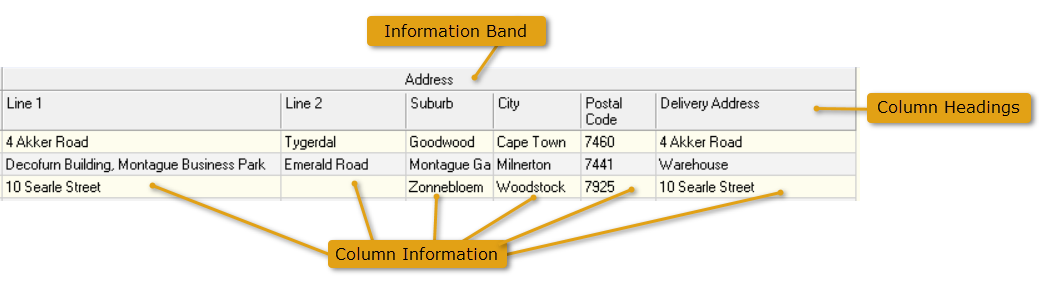 Information Band
Address
Line 1 Line 2 Suburb City Postal Code Delivery Address
Column Headings
4 Akker Road Tygerdal Goodwood Cape Town 7460 4 Akker Road
Decofurn Building, Montague Business Park Emerald Road Montague Ga Milnerton 7441 Warehouse
10 Searle Street Zonnebloem Woodstock 7925 10 Searle Street
Column Information